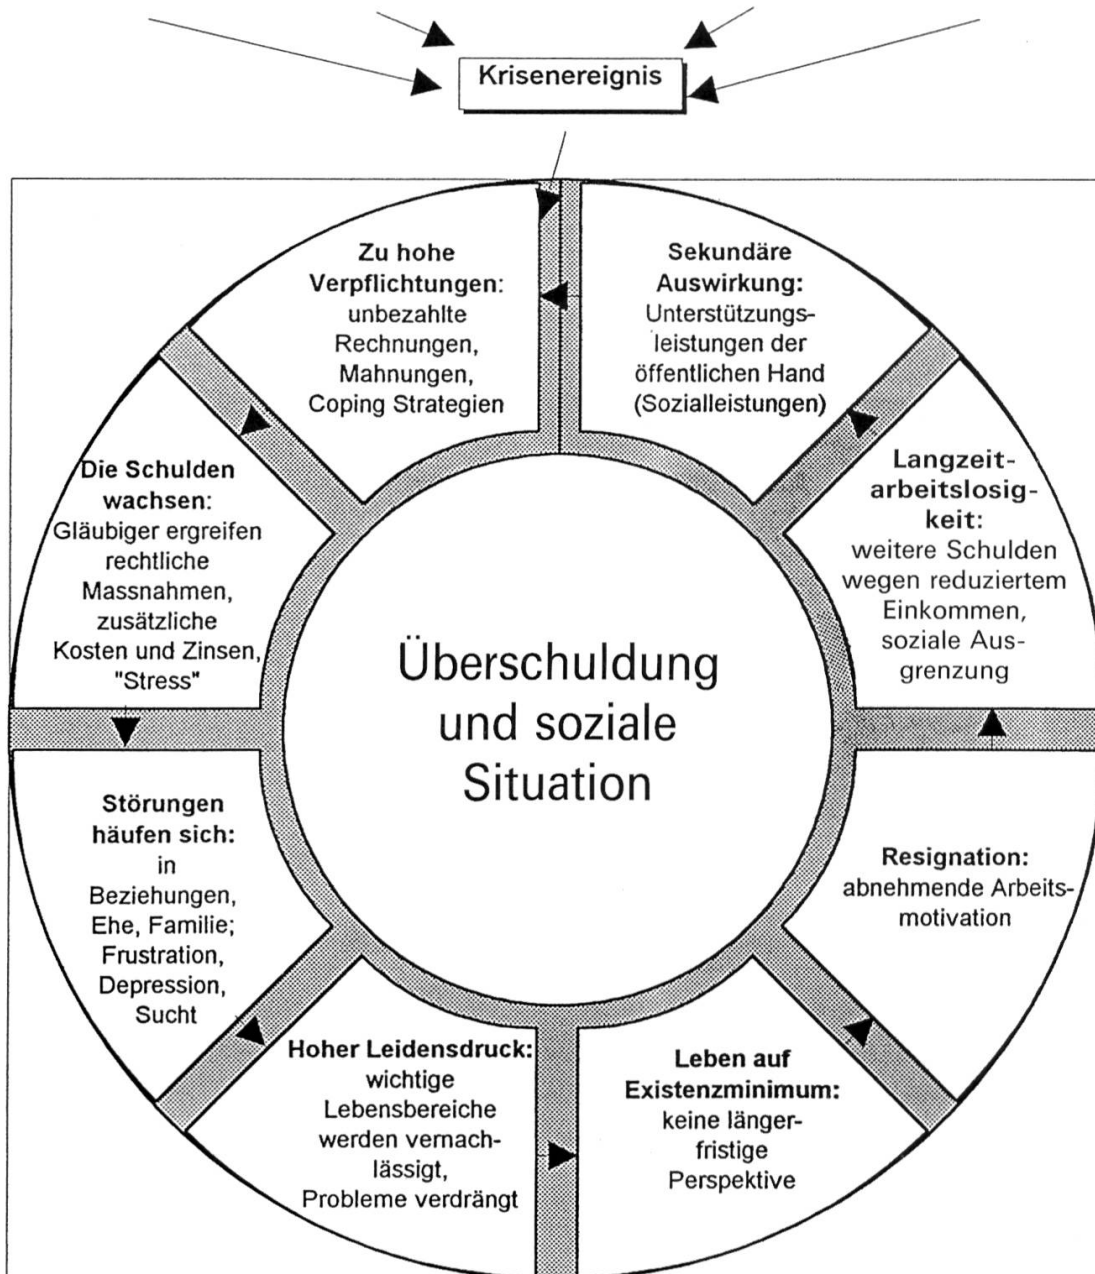 Krisenereignis
Zu hohe
Verpflichtungen:
unbezahlte
Rechnungen,
Mahnungen,
Coping Strategien
Die Schulden
wachsen:
Gläubiger ergreifen
rechtliche
Massnahmen,
zusätzliche
Kosten und Zinsen,
"Stress"
Störungen
häufen sich:
in
Beziehungen,
Ehe, Familie;
Frustration,
Depression,
Sucht
Hoher Leidensdruck:
wichtige
Lebensbereiche
werden vernach-
lässigt,
Probleme verdrängt
Leben auf
Existenzminimum:
keine länger-
fristige
Perspektive
Resignation:
abnehmende Arbeits-
motivation
Langzeit-
arbeitslosig-
keit:
weitere Schulden
wegen reduziertem
Einkommen,
soziale Aus-
grenzung
Sekundäre
Auswirkung:
Unterstützungs-
leistungen der
öffentlichen Hand
(Sozialleistungen)
Überschuldung
und soziale
Situation